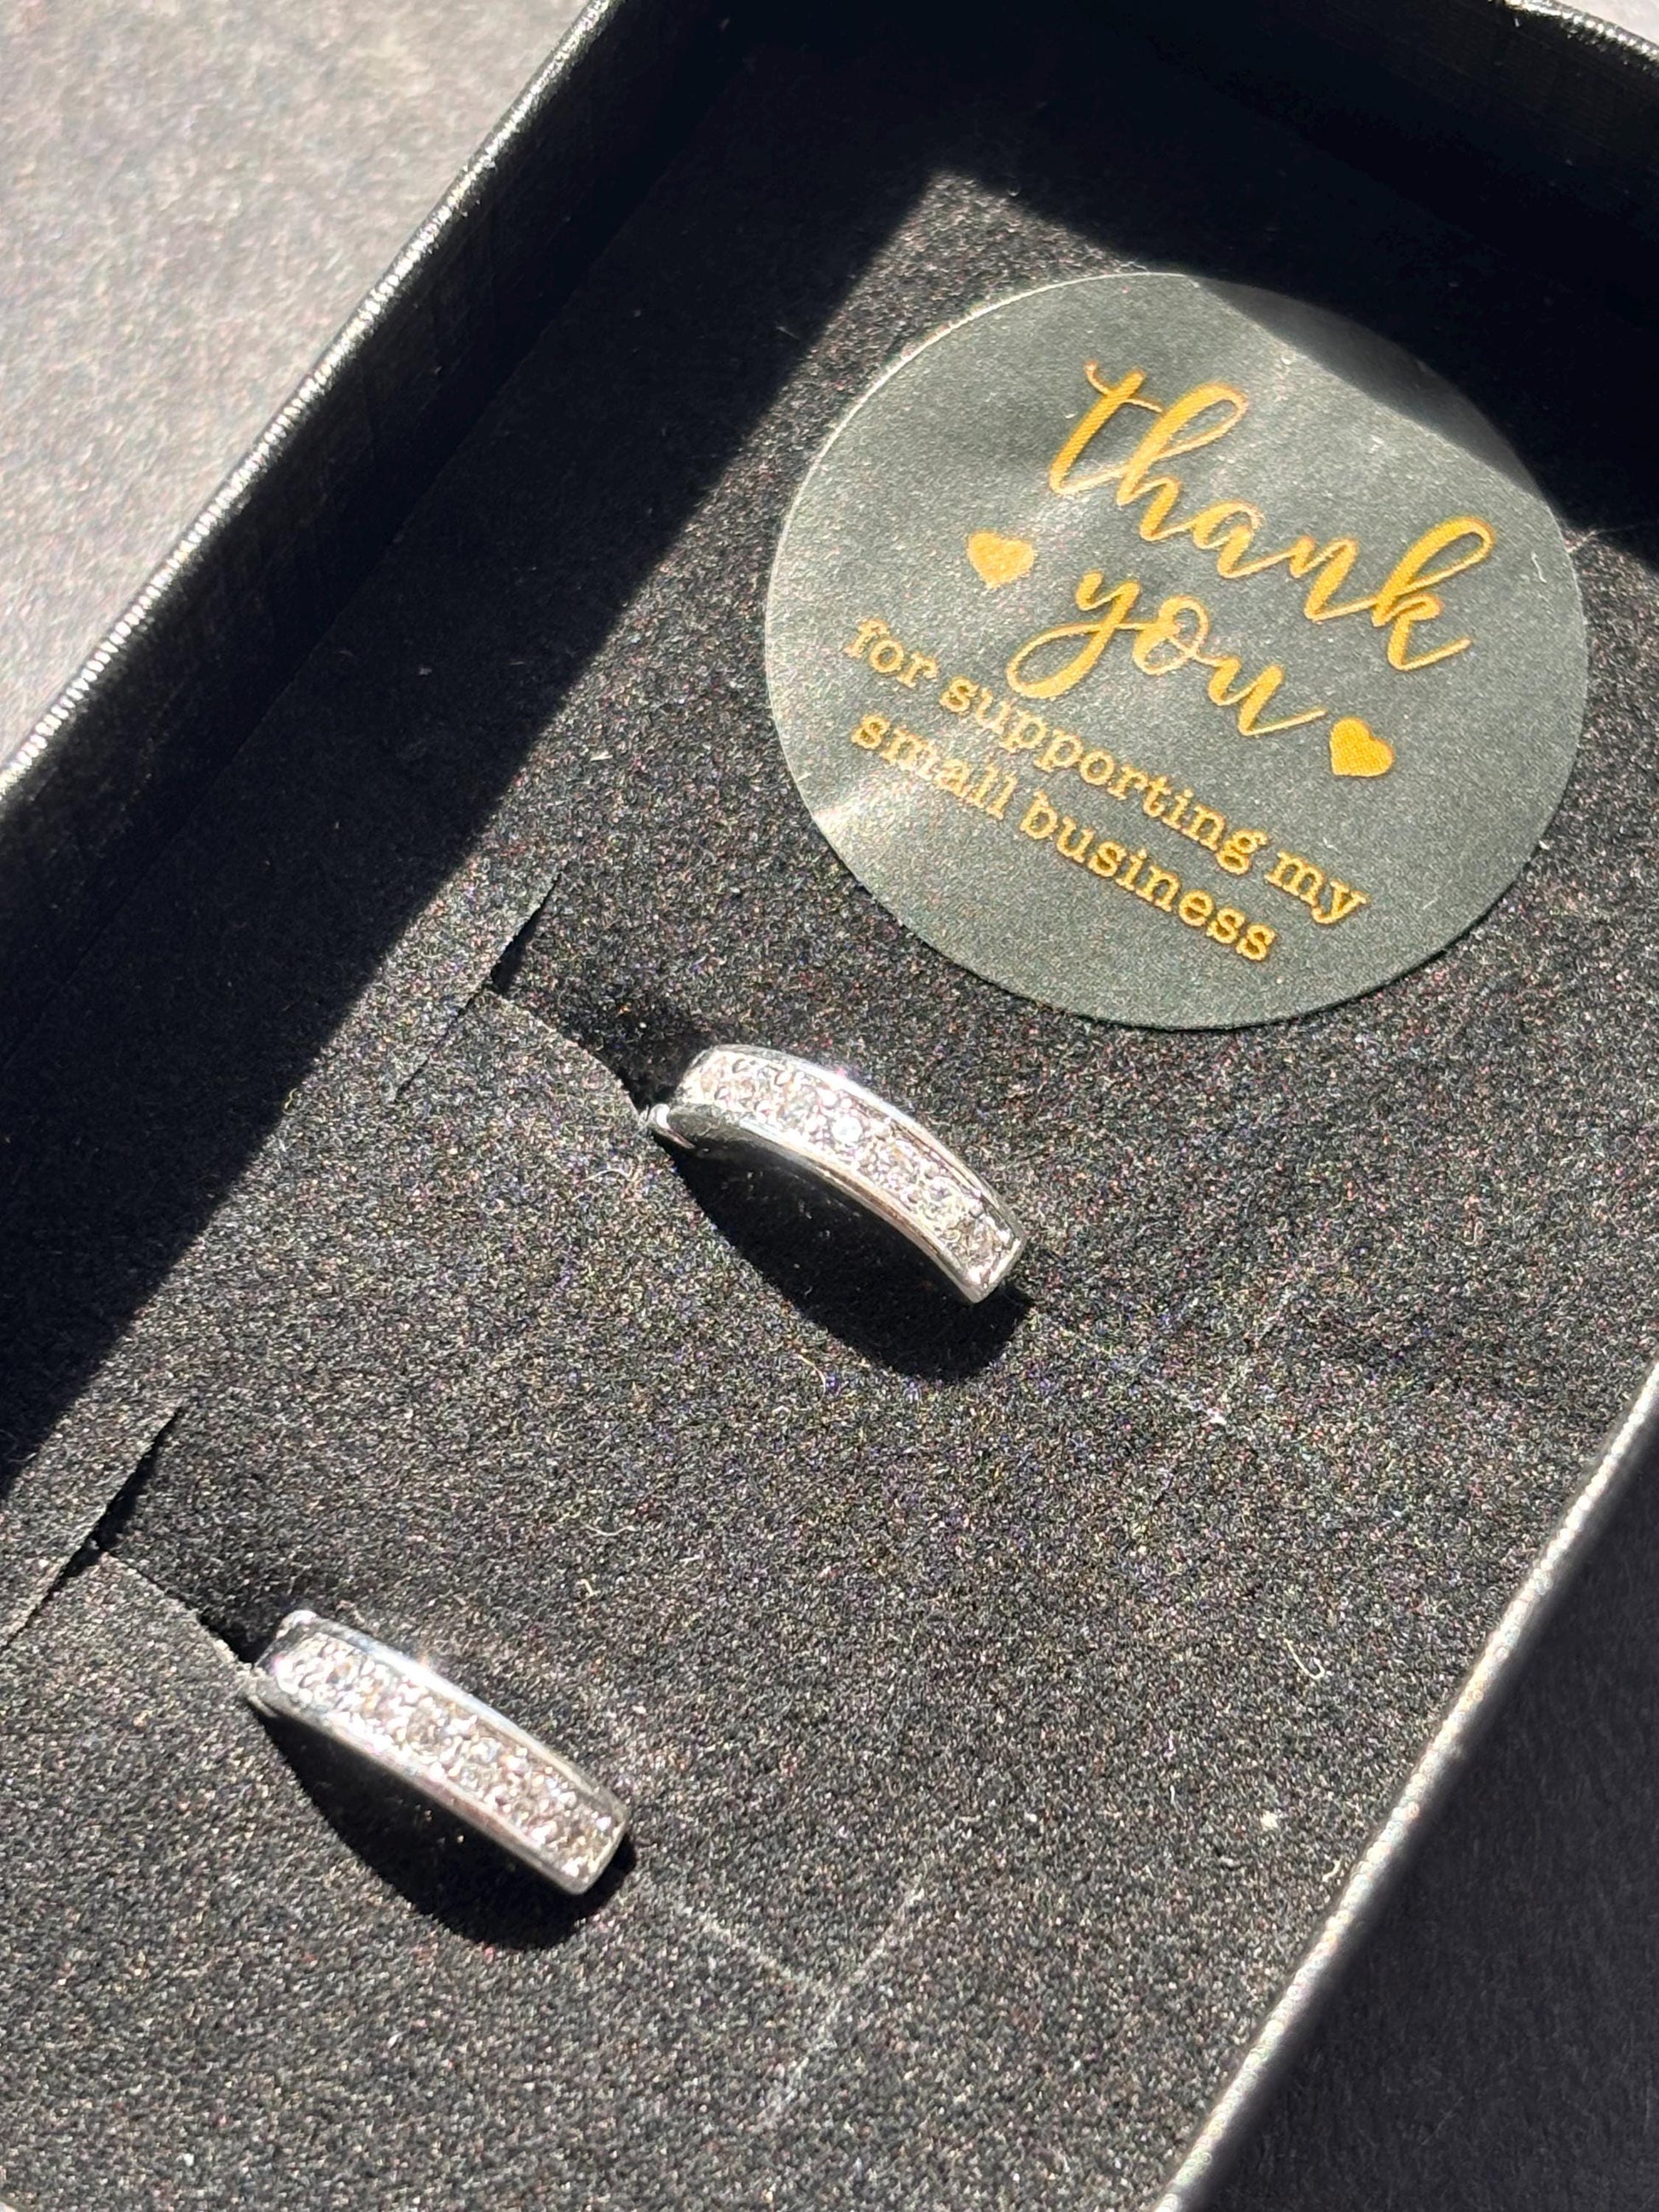 thank
you
for supporting my
small business